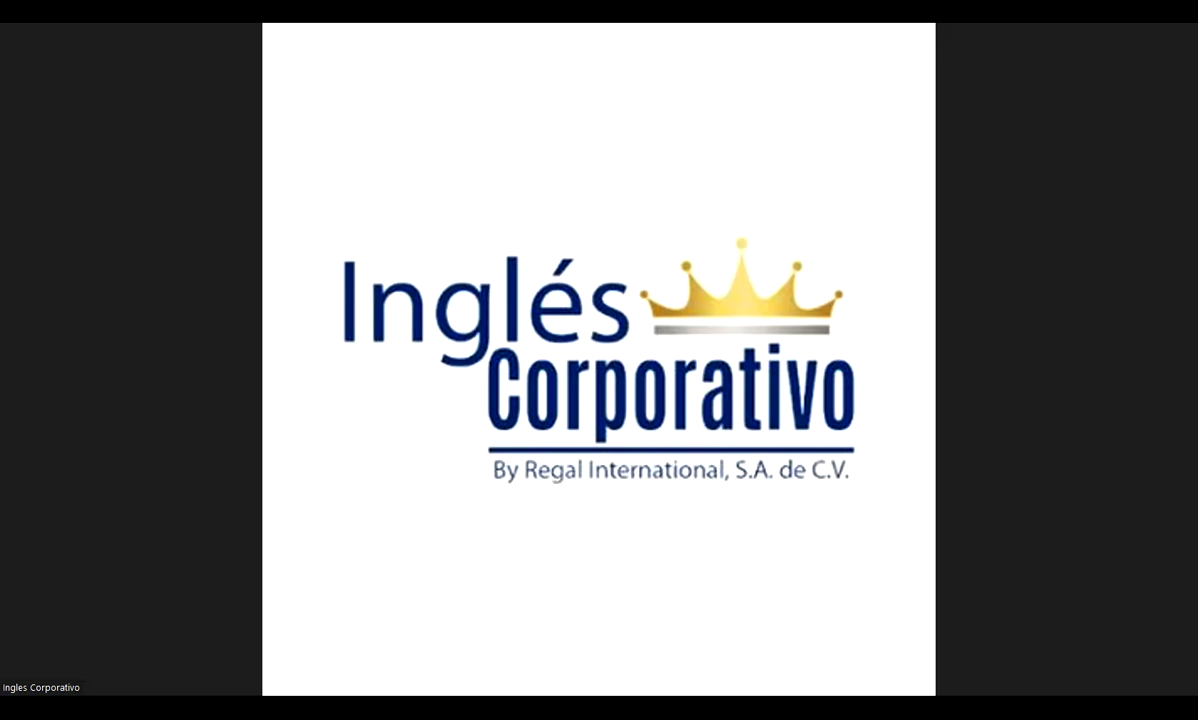 Inglés
Corporativo
By Regal International, S.A. de C.V.
Ingles Corporativo